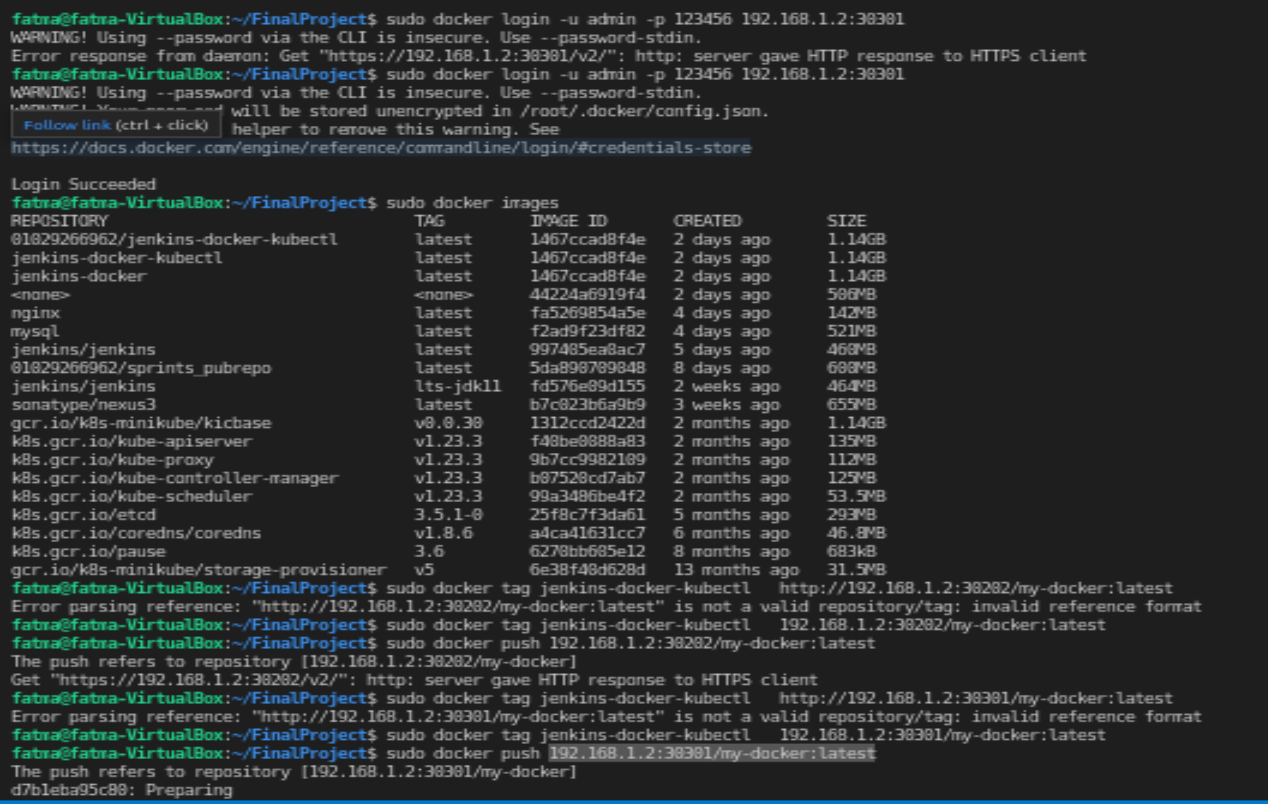 fatma@fatma-VirtualBox:~/FinalProject$ sudo docker login -u admin -p 123456 192.168.1.2:30301
WARNING! Using --password via the CLI is insecure. Use --password-stdin.
Error response from daemon: Get "https://192.168.1.2:30301/v2/": http: server gave HTTP response to HTTPS client
fatma@fatma-VirtualBox:~/FinalProject$ sudo docker login -u admin -p 123456 192.168.1.2:30301
WARNING! Using --password via the CLI is insecure. Use --password-stdin.
will be stored unencrypted in /root/.docker/config.json.
Follow link (ctrl + click) helper to remove this warning. See
https://docs.docker.com/engine/reference/commandline/login/#credentials-store
Login Succeeded
fatma@fatma-VirtualBox:~/FinalProject$ sudo docker images
REPOSITORY TAG IMAGE ID CREATED SIZE
01029266962/jenkins-docker-kubectl latest 1467ccad8f4e 2 days ago 1.14GB
jenkins-docker-kubectl latest 1467ccad8f4e 2 days ago 1.14GB
jenkins-docker latest 1467ccad8f4e 2 days ago 1.14GB
<none> <none> 44224a6919f4 2 days ago 506MB
nginx latest fa5269854a5e 4 days ago 142MB
mysql latest f2ad9f23df82 4 days ago 521MB
jenkins/jenkins latest 997405ea0ac7 5 days ago 460MB
01029266962/sprints_pubrepo latest 5da890709048 8 days ago 600MB
jenkins/jenkins lts-jdk11 fd576e09d155 2 weeks ago 464MB
sonatype/nexus3 latest b7c023b6a9b9 3 weeks ago 655MB
gcr.io/k8s-minikube/kicbase v0.0.30 1312ccd2422d 2 months ago 1.14GB
k8s.gcr.io/kube-apiserver v1.23.3 f40be0088a83 2 months ago 135MB
k8s.gcr.io/kube-proxy v1.23.3 9b7cc9982109 2 months ago 112MB
k8s.gcr.io/kube-controller-manager v1.23.3 b07520cd7ab7 2 months ago 125MB
k8s.gcr.io/kube-scheduler v1.23.3 99a3486be4f2 2 months ago 53.5MB
k8s.gcr.io/etcd 3.5.1-0 25f8c7f3da61 5 months ago 293MB
k8s.gcr.io/coredns/coredns v1.8.6 a4ca41631cc7 6 months ago 46.8MB
k8s.gcr.io/pause 3.6 6270bb605e12 8 months ago 683kB
gcr.io/k8s-minikube/storage-provisioner v5 6e38f40d628d 13 months ago 31.5MB
fatma@fatma-VirtualBox:~/FinalProject$ sudo docker tag jenkins-docker-kubectl http://192.168.1.2:30202/my-docker:latest
Error parsing reference: "http://192.168.1.2:30202/my-docker:latest" is not a valid repository/tag: invalid reference format
fatma@fatma-VirtualBox:~/FinalProject$ sudo docker tag jenkins-docker-kubectl 192.168.1.2:30202/my-docker:latest
fatma@fatma-VirtualBox:~/FinalProject$ sudo docker push 192.168.1.2:30202/my-docker:latest
The push refers to repository [192.168.1.2:30202/my-docker]
Get "https://192.168.1.2:30202/v2/": http: server gave HTTP response to HTTPS client
fatma@fatma-VirtualBox:~/FinalProject$ sudo docker tag jenkins-docker-kubectl http://192.168.1.2:30301/my-docker:latest
Error parsing reference: "http://192.168.1.2:30301/my-docker:latest" is not a valid repository/tag: invalid reference format
fatma@fatma-VirtualBox:~/FinalProject$ sudo docker tag jenkins-docker-kubectl 192.168.1.2:30301/my-docker:latest
fatma@fatma-VirtualBox:~/FinalProject$ sudo docker push 192.168.1.2:30301/my-docker:latest
The push refers to repository [192.168.1.2:30301/my-docker]
d7b1eba95c80: Preparing